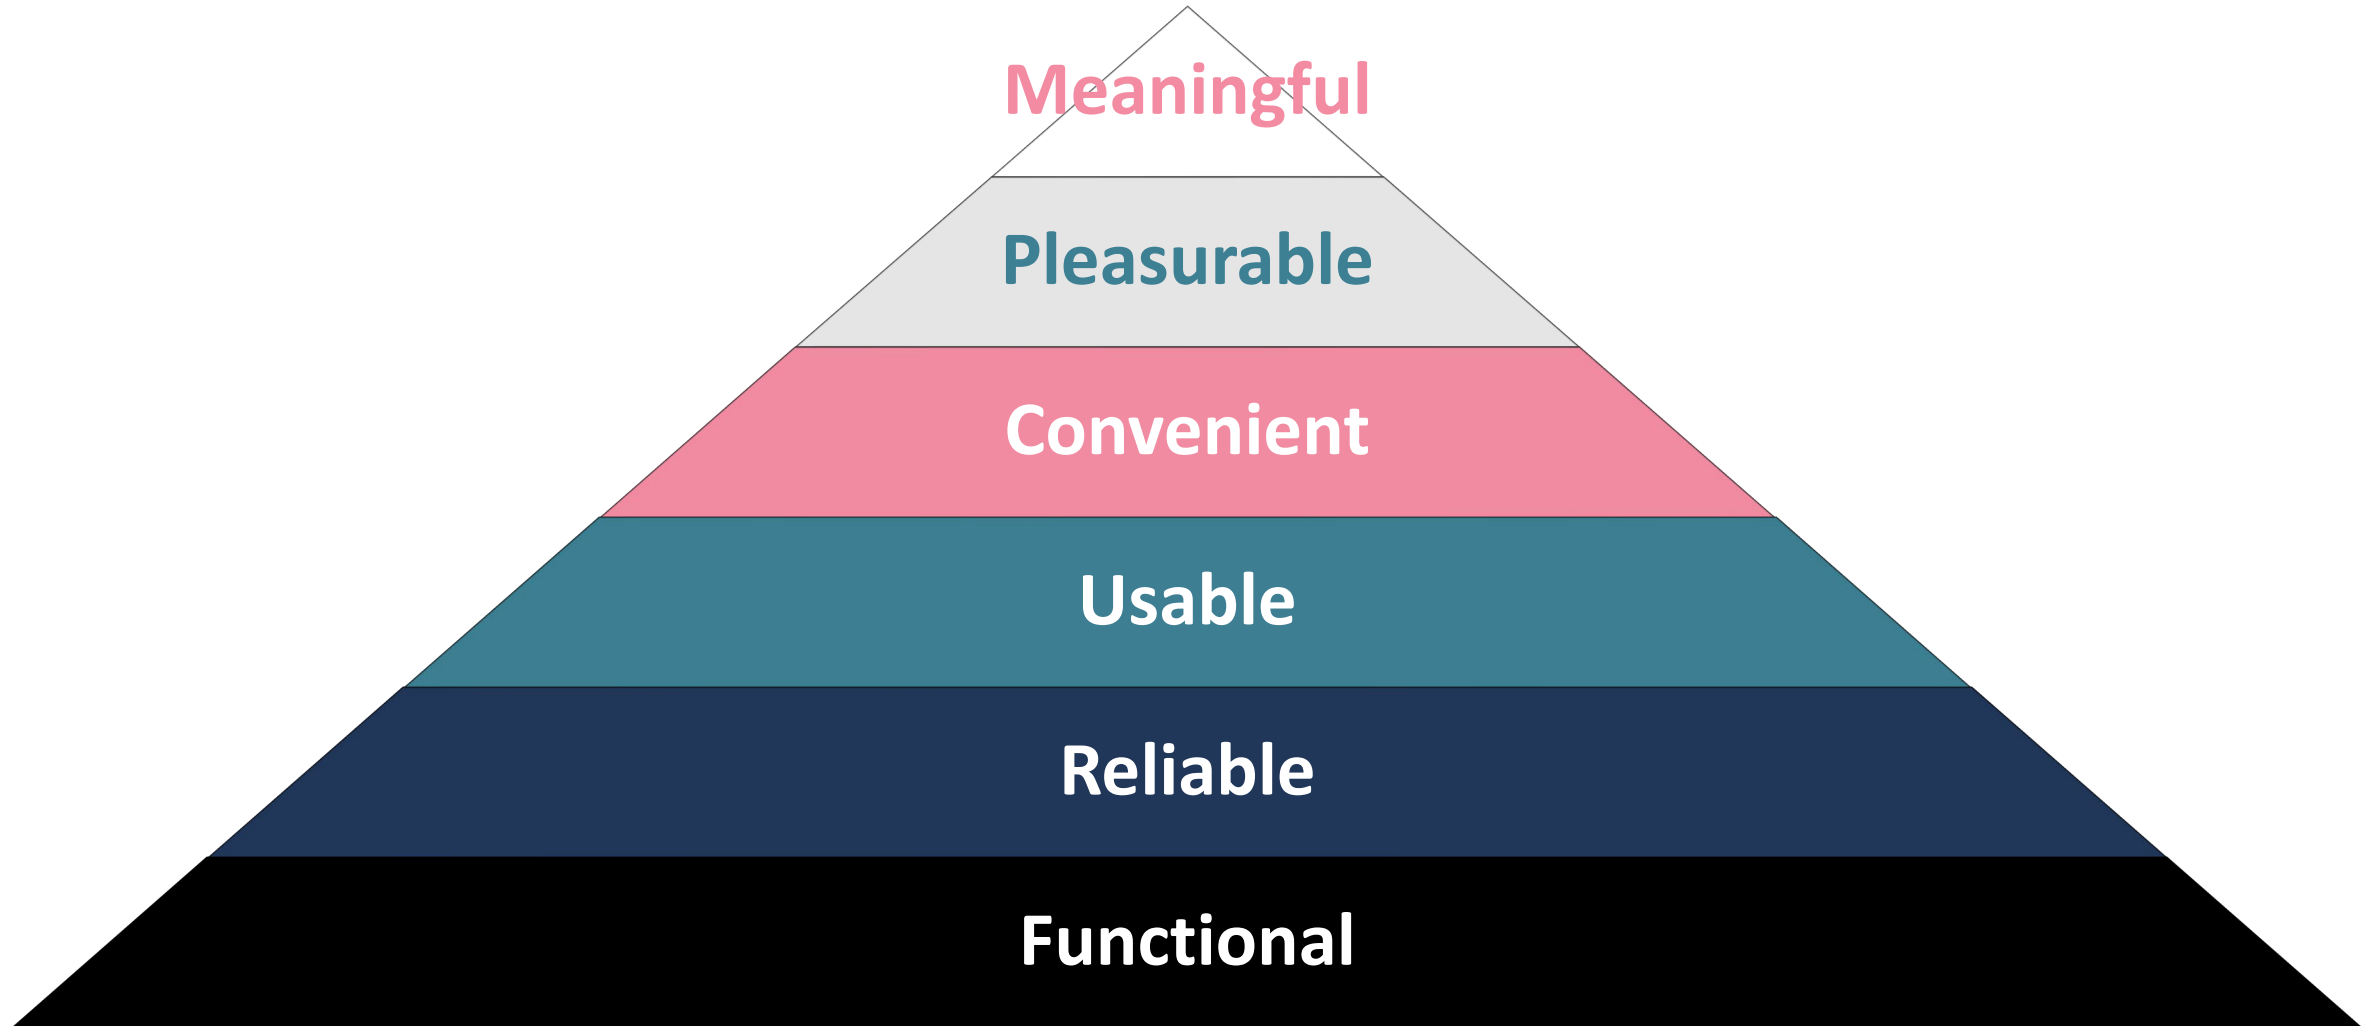 Meaningful
Pleasurable
Convenient
Usable
Reliable
Functional